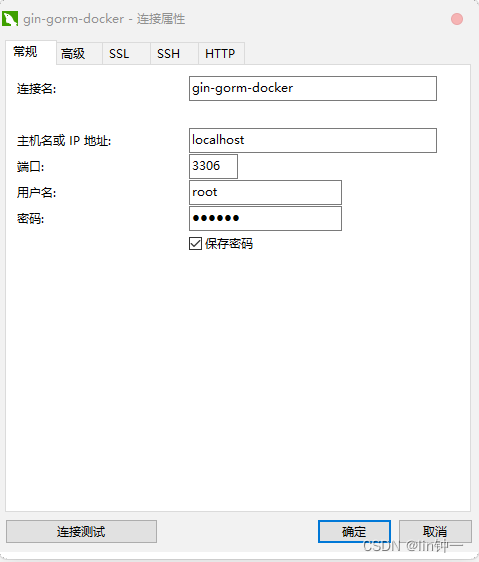 gin-gorm-docker - 连接属性
常规 高级 SSL SSH HTTP
连接名: gin-gorm-docker
主机名或 IP 地址: localhost
端口: 3306
用户名: root
密码: ●●●●●●
保存密码
连接测试 确定 取消
CSDN @lin钟一